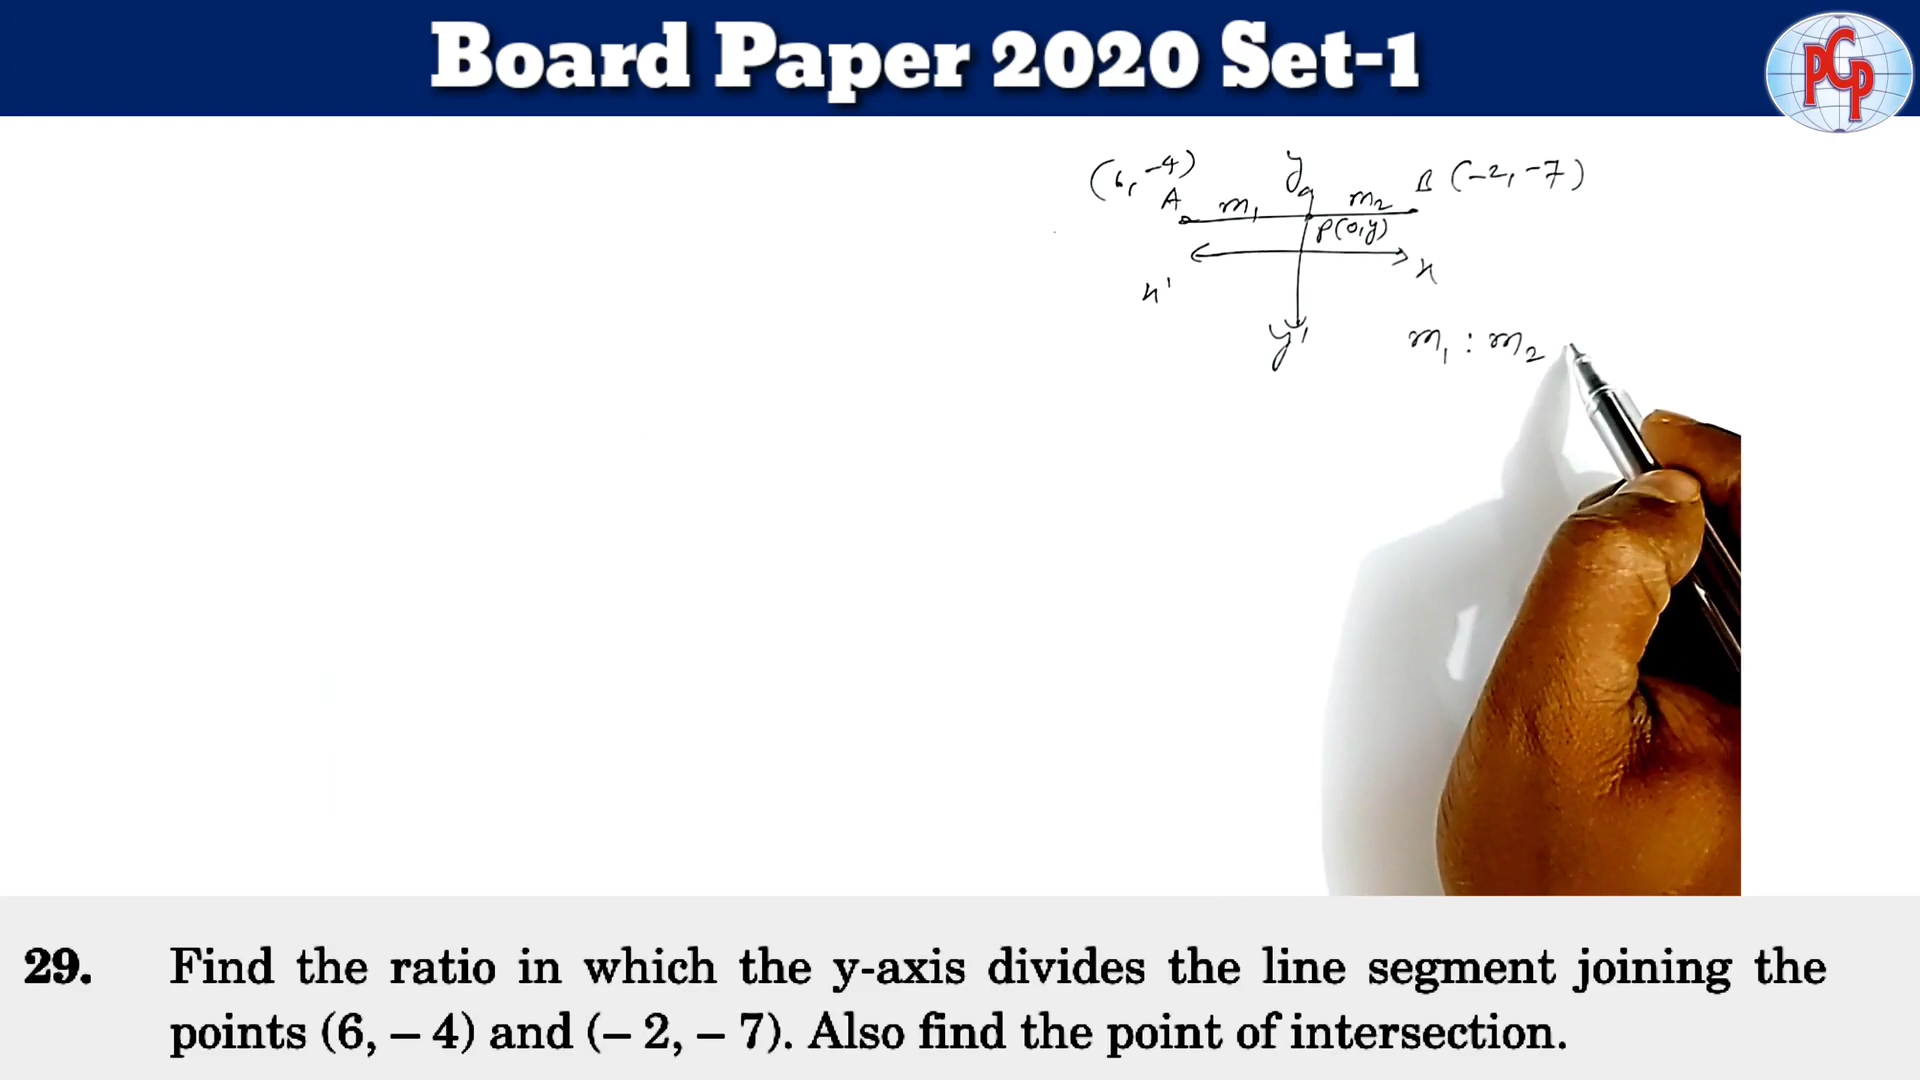 Board Paper 2020 Set-1
PGP
(6, -4) y B (-2, -7)
A m₁ m₂
P(0,y)
x' x
y' m₁ : m₂
29. Find the ratio in which the y-axis divides the line segment joining the
points (6, – 4) and (– 2, – 7). Also find the point of intersection.